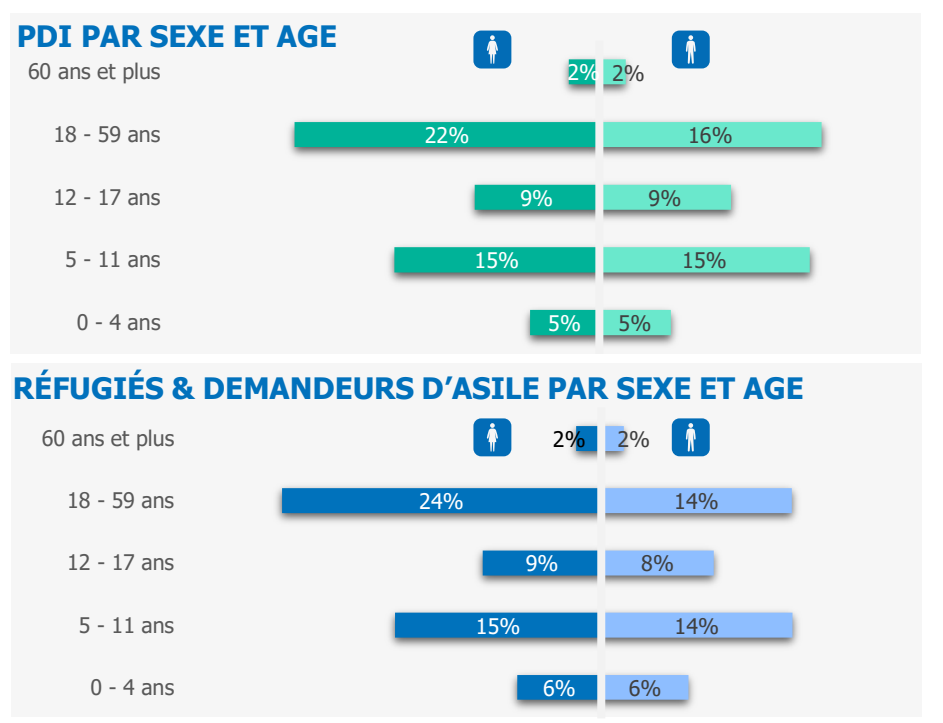 PDI PAR SEXE ET AGE
60 ans et plus 2% 2%
18 - 59 ans 22% 16%
12 - 17 ans 9% 9%
5 - 11 ans 15% 15%
0 - 4 ans 5% 5%
RÉFUGIÉS & DEMANDEURS D’ASILE PAR SEXE ET AGE
60 ans et plus 2% 2%
18 - 59 ans 24% 14%
12 - 17 ans 9% 8%
5 - 11 ans 15% 14%
0 - 4 ans 6% 6%